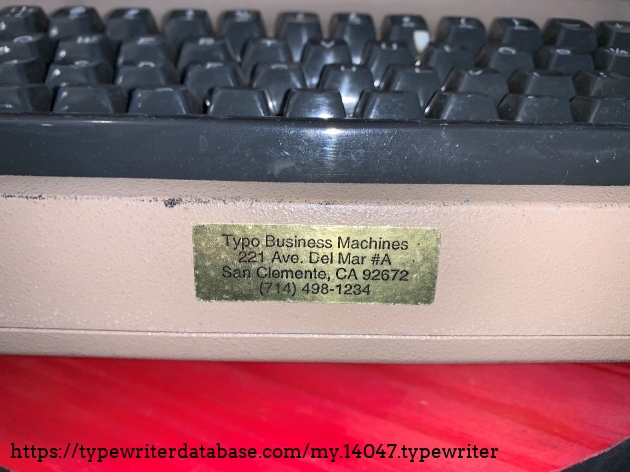 Typo Business Machines
221 Ave. Del Mar #A
San Clemente, CA 92672
(714) 498-1234
https://typewriterdatabase.com/my.14047.typewriter